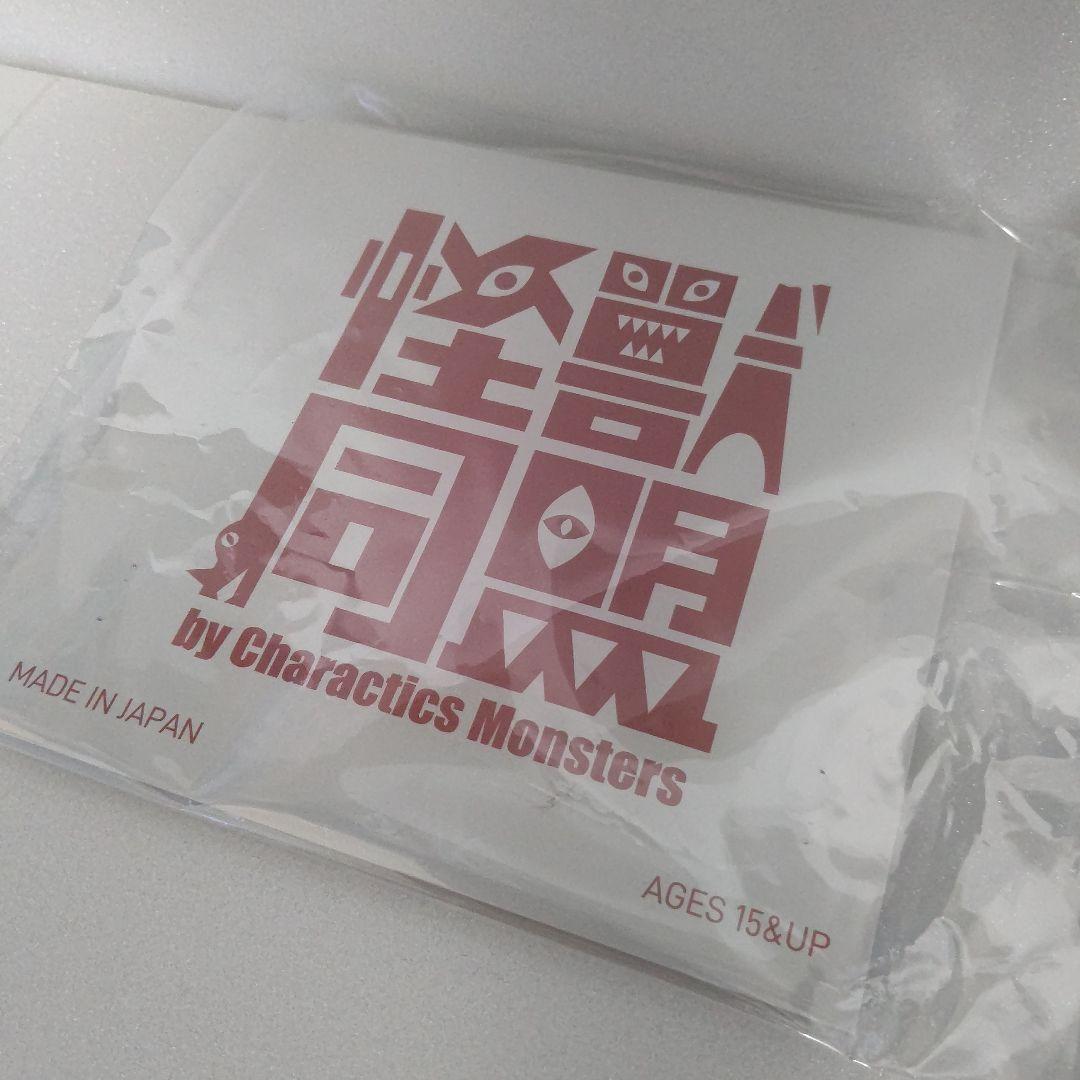 怪獣
同盟
by Charactics Monsters
MADE IN JAPAN
AGES 15&UP